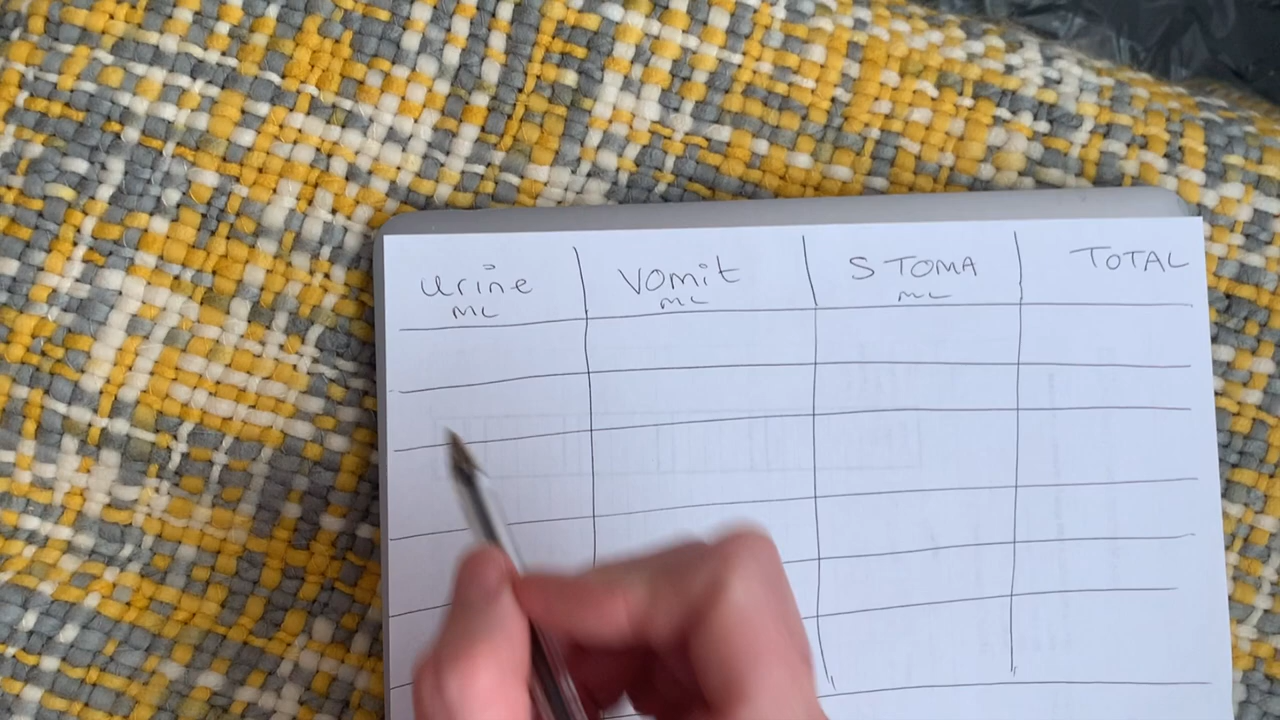 urine
ML
Vomit
ML
STOMA
ML
TOTAL